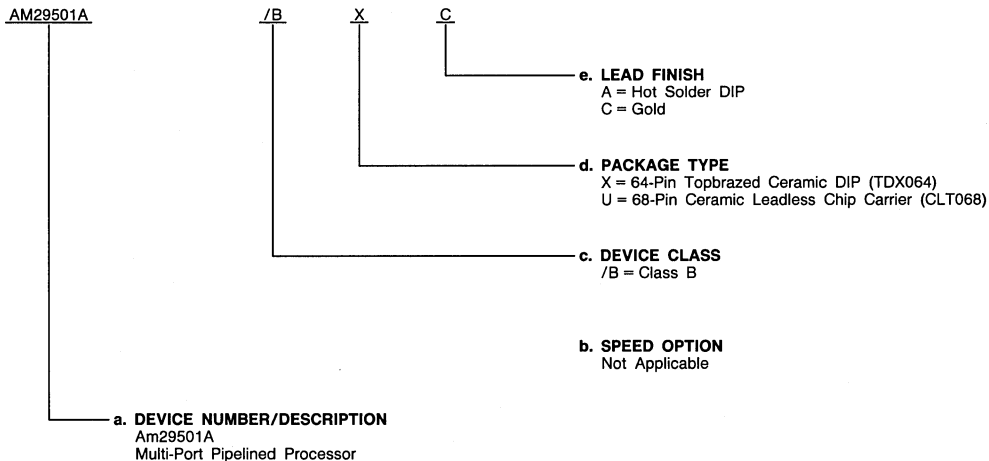 AM29501A /B X C
e. LEAD FINISH
A = Hot Solder DIP
C = Gold
d. PACKAGE TYPE
X = 64-Pin Topbrazed Ceramic DIP (TDX064)
U = 68-Pin Ceramic Leadless Chip Carrier (CLT068)
c. DEVICE CLASS
/B = Class B
b. SPEED OPTION
Not Applicable
a. DEVICE NUMBER/DESCRIPTION
Am29501A
Multi-Port Pipelined Processor